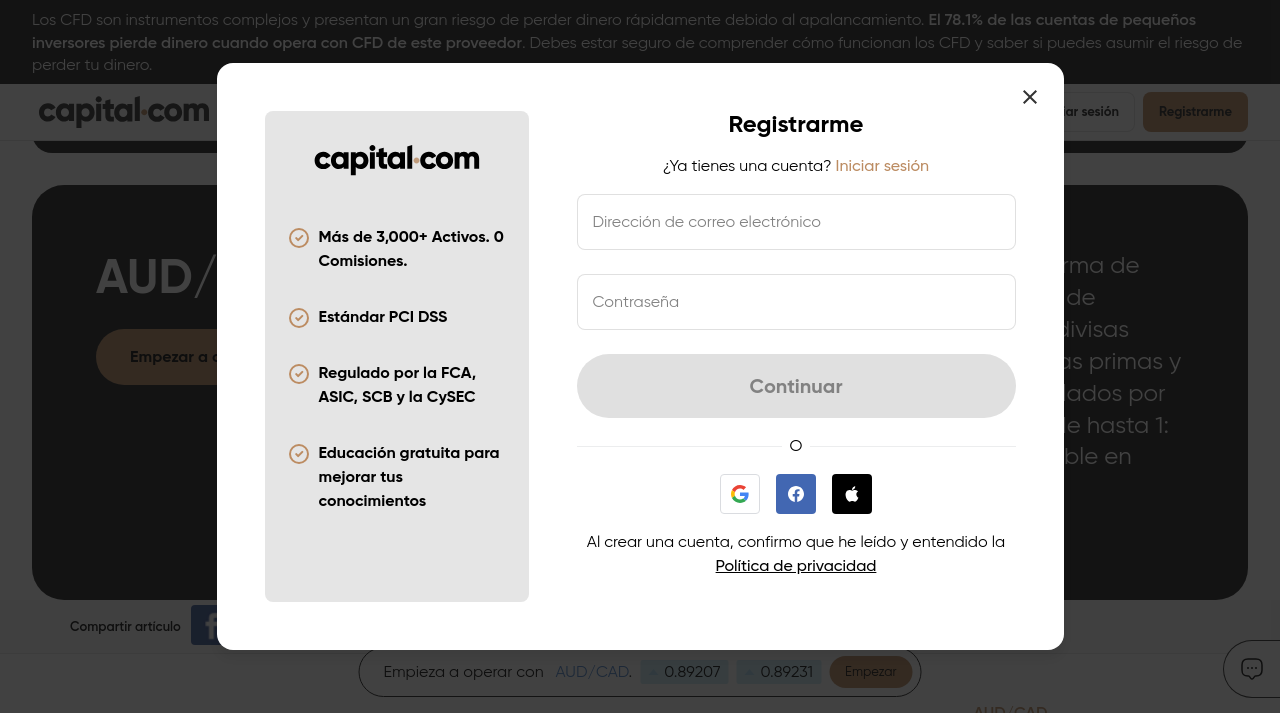 Los CFD son instrumentos complejos y presentan un gran riesgo de perder dinero rápidamente debido al apalancamiento. El 78.1% de las cuentas de pequeños
inversores pierde dinero cuando opera con CFD de este proveedor. Debes estar seguro de comprender cómo funcionan los CFD y saber si puedes asumir el riesgo de
perder tu dinero.
capital.com
sesión
Registrarme
capital.com
Más de 3,000+ Activos. 0
Comisiones.
Estándar PCI DSS
Regulado por la FCA,
ASIC, SCB y la CySEC
Educación gratuita para
mejorar tus
conocimientos
Registrarme
¿Ya tienes una cuenta? Iniciar sesión
Dirección de correo electrónico
Contraseña
Continuar
O
Al crear una cuenta, confirmo que he leído y entendido la
Política de privacidad
AUD/
Empezar a
de
de
divisas
primas y
por
hasta 1:
en
Compartir artículo
Empieza a operar con AUD/CAD. 0.89207 0.89231 Empezar
AUD/CAD